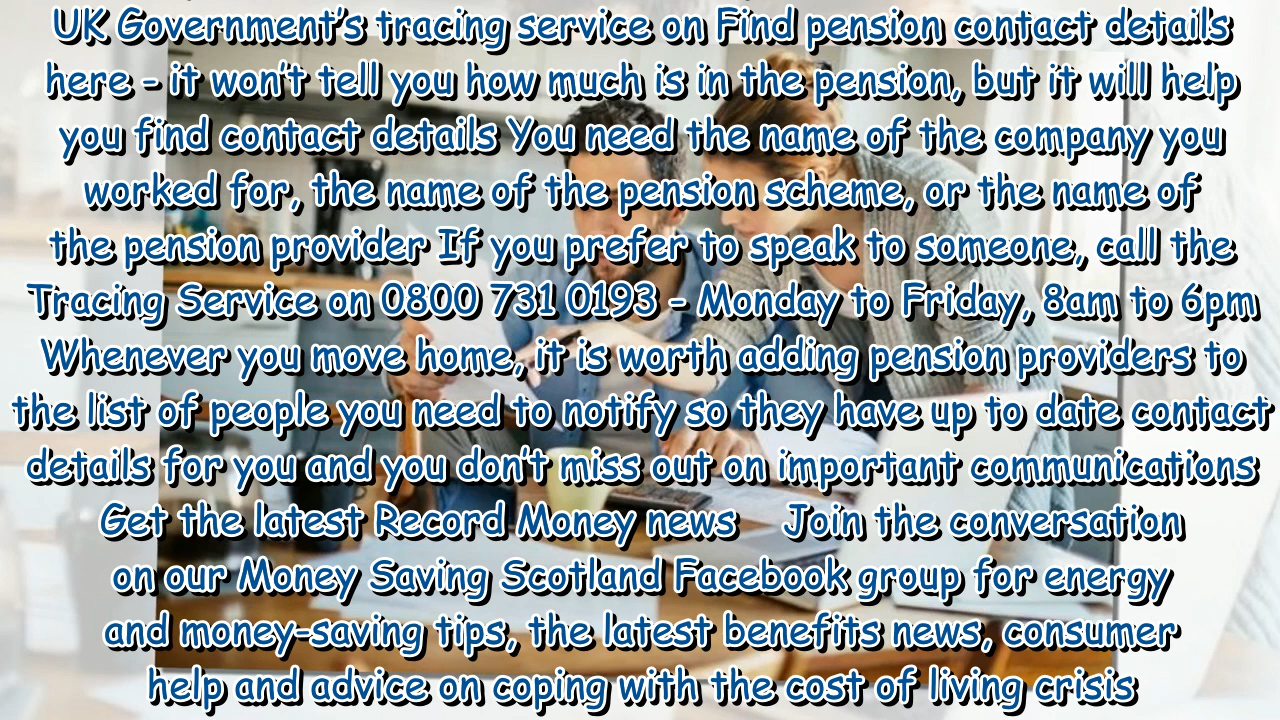 UK Government’s tracing service on Find pension contact details
here – it won’t tell you how much is in the pension, but it will help
you find contact details You need the name of the company you
worked for, the name of the pension scheme, or the name of
the pension provider If you prefer to speak to someone, call the
Tracing Service on 0800 731 0193 – Monday to Friday, 8am to 6pm
Whenever you move home, it is worth adding pension providers to
the list of people you need to notify so they have up to date contact
details for you and you don’t miss out on important communications
Get the latest Record Money news    Join the conversation
on our Money Saving Scotland Facebook group for energy
and money-saving tips, the latest benefits news, consumer
help and advice on coping with the cost of living crisis